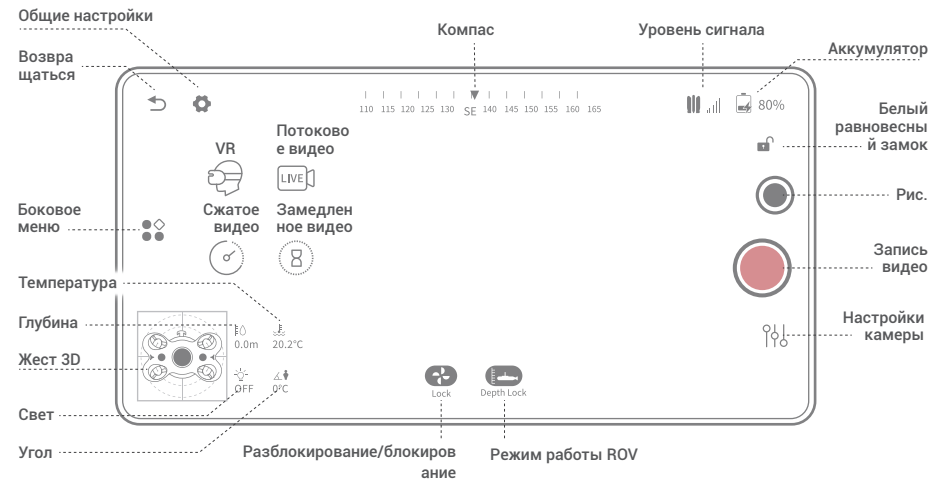 Общие настройки
Компас
Уровень сигнала
Аккумулятор
Возвра
щаться
110 115 120 125 130 SE 140 145 150 155 160 165
80%
Белый
равновесны
й замок
VR
Потоково
е видео
LIVE
Рис.
Боковое
меню
Сжатое
видео
Замедлен
ное видео
Запись
видео
Температура
Глубина
0.0m
20.2°C
Настройки
камеры
Жест 3D
OFF
0°C
Lock
Depth Lock
Свет
Угол
Разблокирование/блокиров
ание
Режим работы ROV